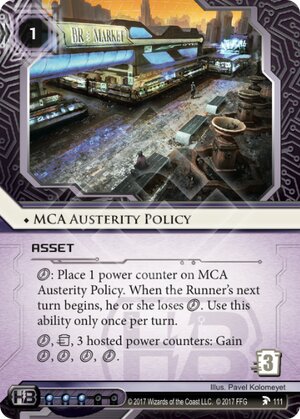 1
BR MARKET
MCA Austerity Policy
ASSET
: Place 1 power counter on MCA
Austerity Policy. When the Runner's next
turn begins, he or she loses . Use this
ability only once per turn.
, , 3 hosted power counters: Gain
, , , .
3
HB
Illus. Pavel Kolomeyet
© 2017 Wizards of the Coast LLC. © 2017 FFG
111